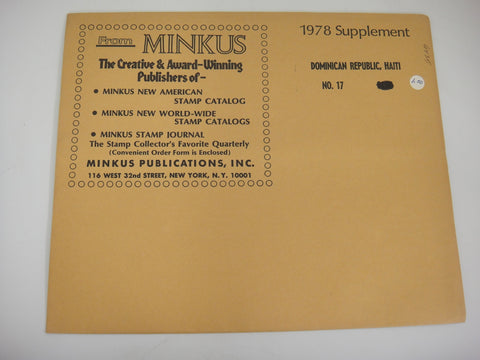 From MINKUS
The Creative & Award-Winning
Publishers of-
• MINKUS NEW AMERICAN
STAMP CATALOG
• MINKUS NEW WORLD-WIDE
STAMP CATALOGS
• MINKUS STAMP JOURNAL
The Stamp Collector's Favorite Quarterly
(Convenient Order Form is Enclosed)
MINKUS PUBLICATIONS, INC.
116 WEST 32nd STREET, NEW YORK, N.Y. 10001
1978 Supplement
DOMINICAN REPUBLIC, HAITI
NO. 17